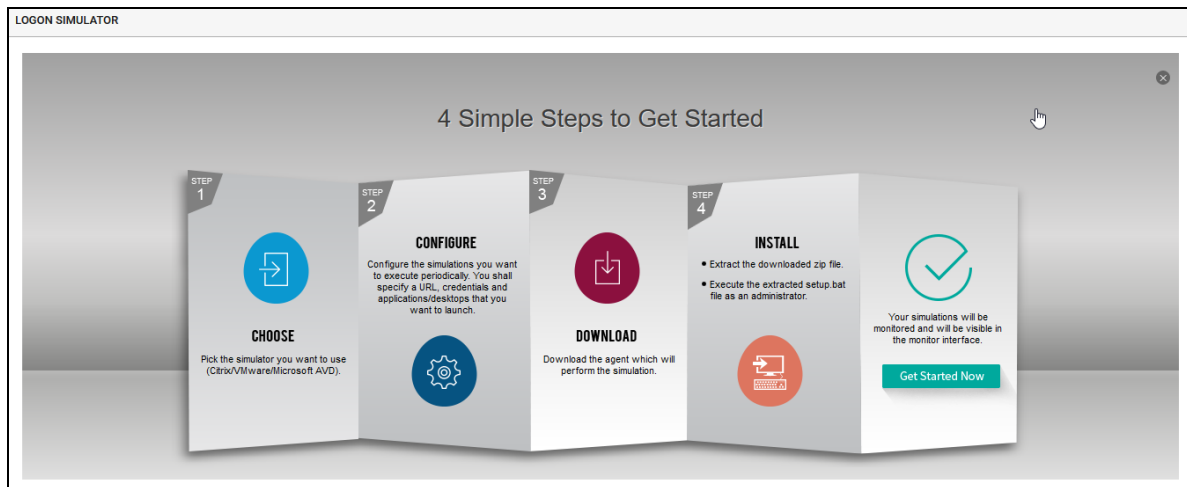 LOGON SIMULATOR
4 Simple Steps to Get Started
STEP
1
CHOOSE
Pick the simulator you want to use
(Citrix/VMware/Microsoft AVD).
STEP
2
CONFIGURE
Configure the simulations you want
to execute periodically. You shall
specify a URL, credentials and
applications/desktops that you
want to launch.
STEP
3
DOWNLOAD
Download the agent which will
perform the simulation.
STEP
4
INSTALL
• Extract the downloaded zip file.
• Execute the extracted setup.bat
file as an administrator.
Your simulations will be
monitored and will be visible in
the monitor interface.
Get Started Now